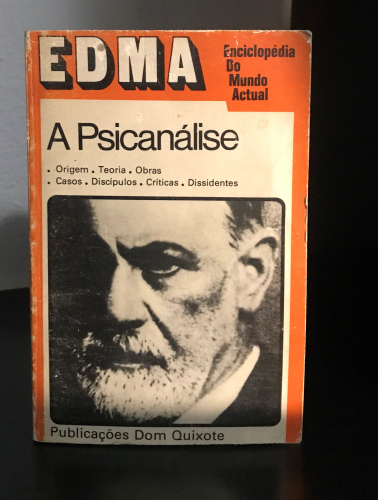 EDMA
Enciclopédia
Do
Mundo
Actual
A Psicanálise
• Origem • Teoria • Obras
• Casos • Discípulos • Críticas • Dissidentes
Publicações Dom Quixote